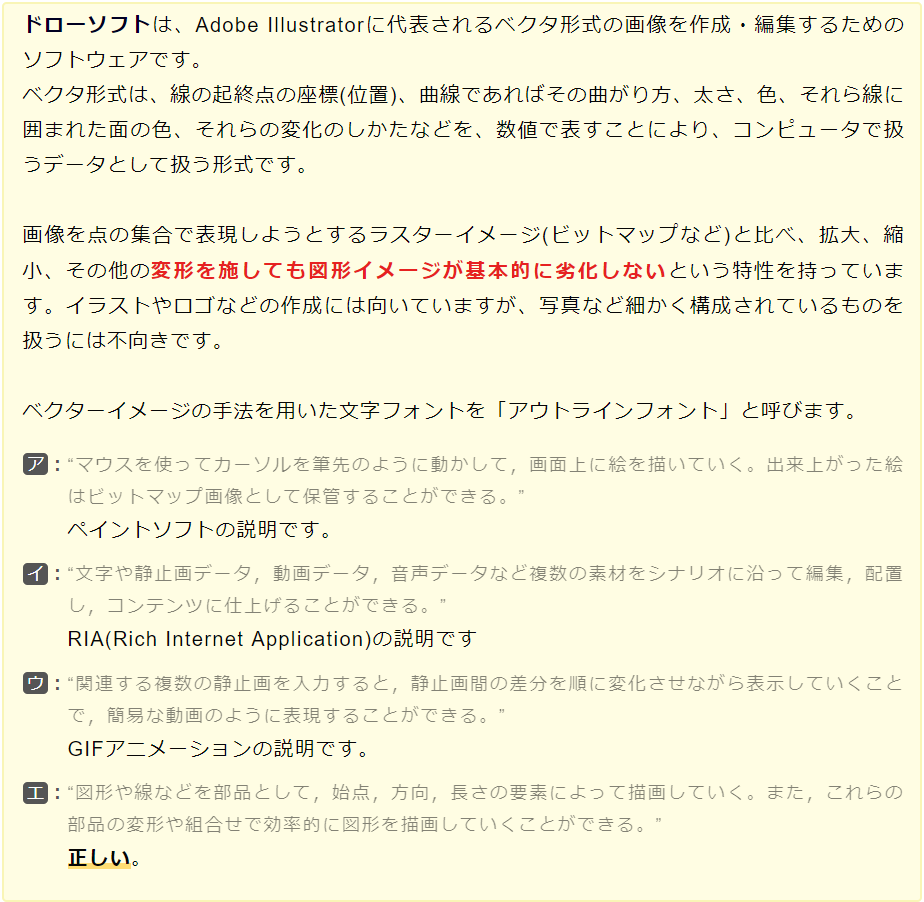 ドローソフトは、Adobe Illustratorに代表されるベクタ形式の画像を作成・編集するための
ソフトウェアです。
ベクタ形式は、線の起終点の座標(位置)、曲線であればその曲がり方、太さ、色、それら線に
囲まれた面の色、それらの変化のしかたなどを、数値で表すことにより、コンピュータで扱
うデータとして扱う形式です。
画像を点の集合で表現しようとするラスターイメージ(ビットマップなど)と比べ、拡大、縮
小、その他の変形を施しても図形イメージが基本的に劣化しないという特性を持っていま
す。イラストやロゴなどの作成には向いていますが、写真など細かく構成されているものを
扱うには不向きです。
ベクターイメージの手法を用いた文字フォントを「アウトラインフォント」と呼びます。
ア：“マウスを使ってカーソルを筆先のように動かして，画面上に絵を描いていく。出来上がった絵
はビットマップ画像として保管することができる。”
ペイントソフトの説明です。
イ：“文字や静止画データ，動画データ，音声データなど複数の素材をシナリオに沿って編集，配置
し，コンテンツに仕上げることができる。”
RIA(Rich Internet Application)の説明です
ウ：“関連する複数の静止画を入力すると，静止画間の差分を順に変化させながら表示していくこと
で，簡易な動画のように表現することができる。”
GIFアニメーションの説明です。
エ：“図形や線などを部品として，始点，方向，長さの要素によって描画していく。また，これらの
部品の変形や組合せで効率的に図形を描画していくことができる。”
正しい。